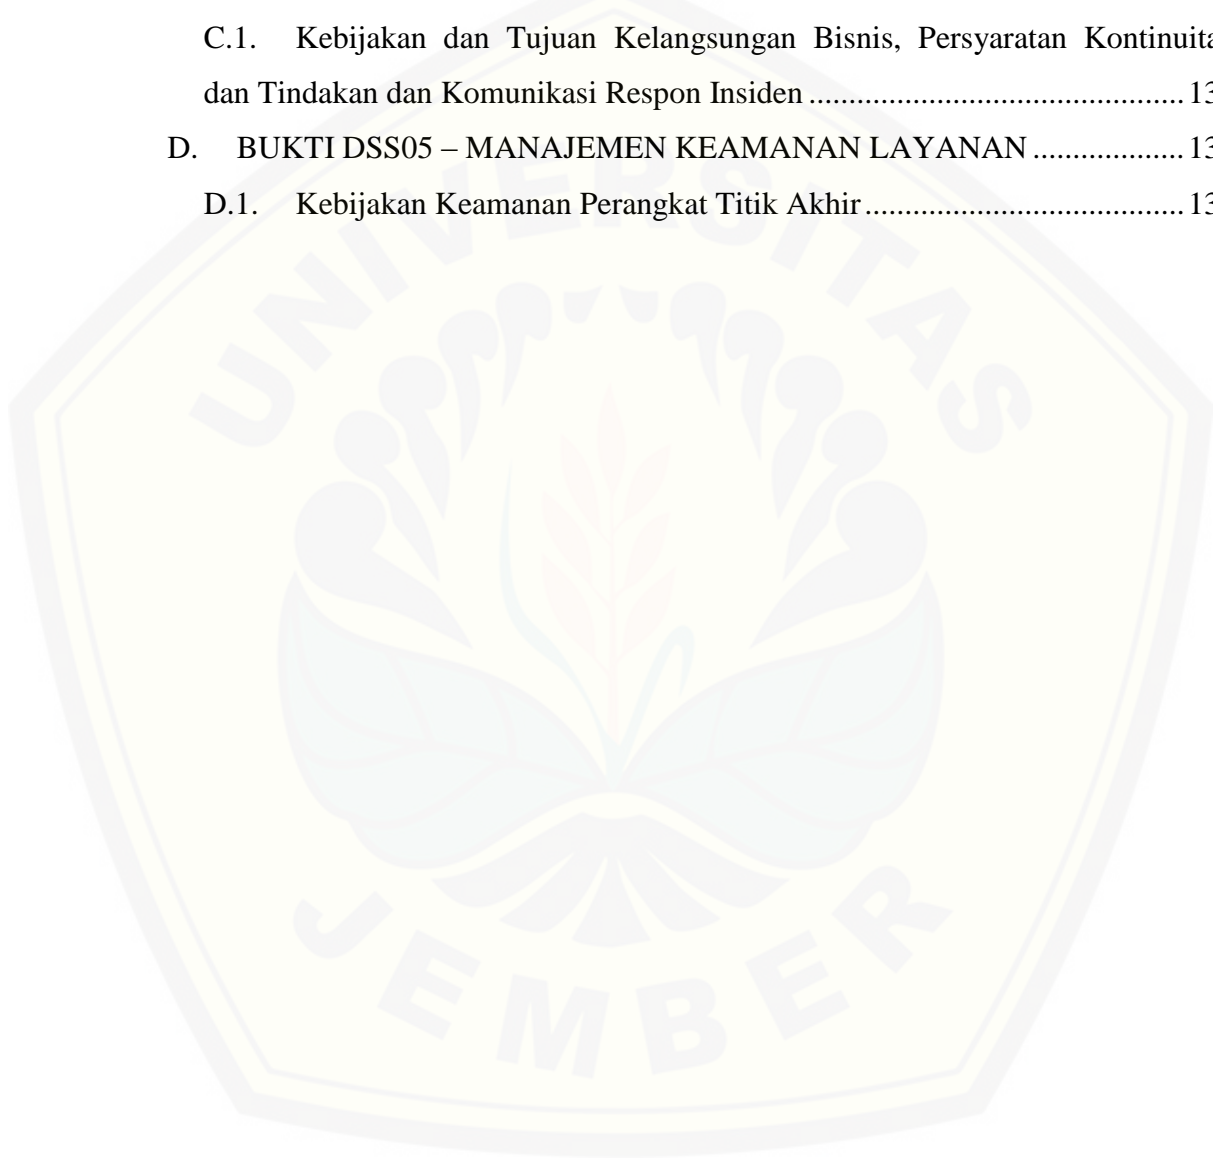 C.1. Kebijakan dan Tujuan Kelangsungan Bisnis, Persyaratan Kontinuita
dan Tindakan dan Komunikasi Respon Insiden ................................................ 13
D. BUKTI DSS05 – MANAJEMEN KEAMANAN LAYANAN ................... 13
D.1. Kebijakan Keamanan Perangkat Titik Akhir ......................................... 13
UNIVERSITAS
JEMBER